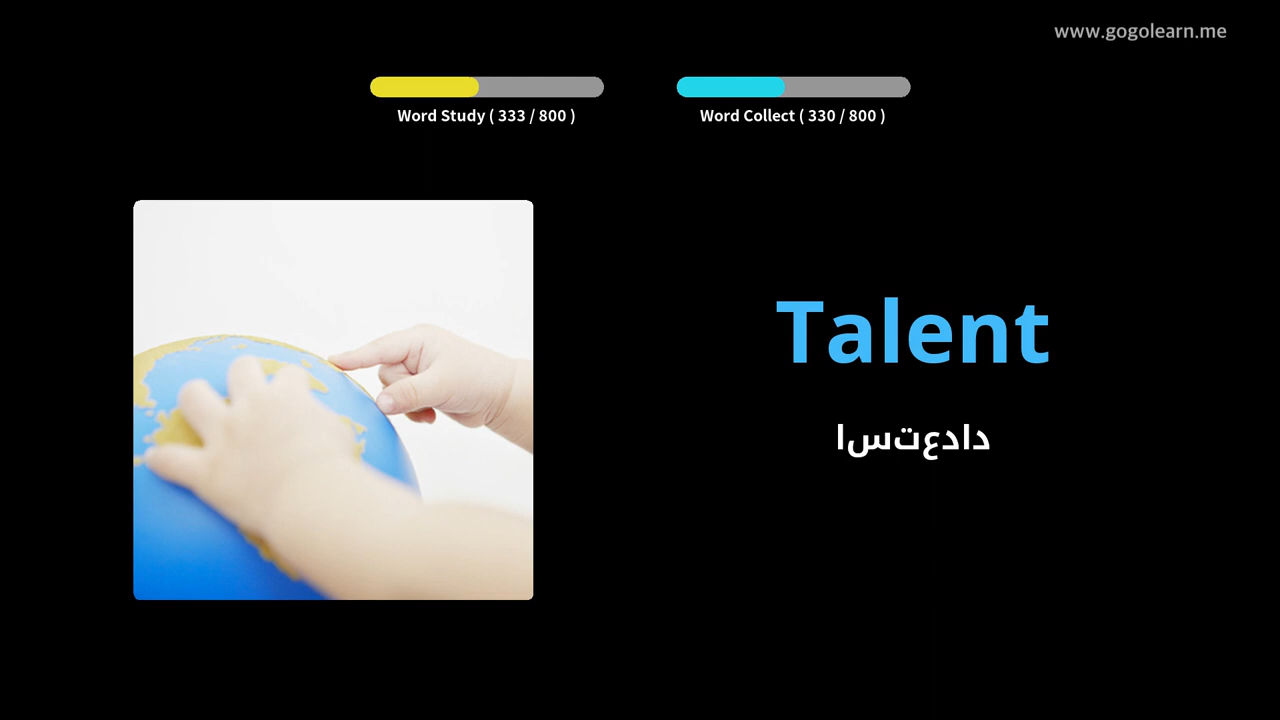 www.gogolearn.me
Word Study ( 333 / 800 )
Word Collect ( 330 / 800 )
Talent
دادعتسا